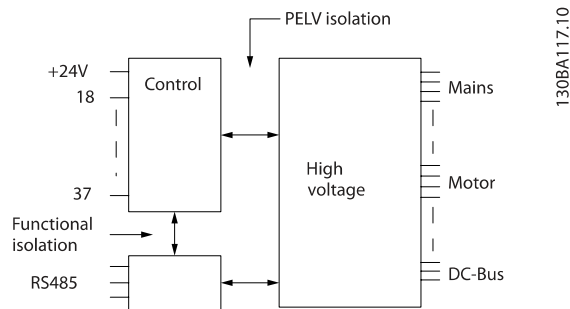 PELV isolation
130BA117.10
+24V
Control
Mains
18
High
voltage
Motor
37
Functional
isolation
RS485
DC-Bus